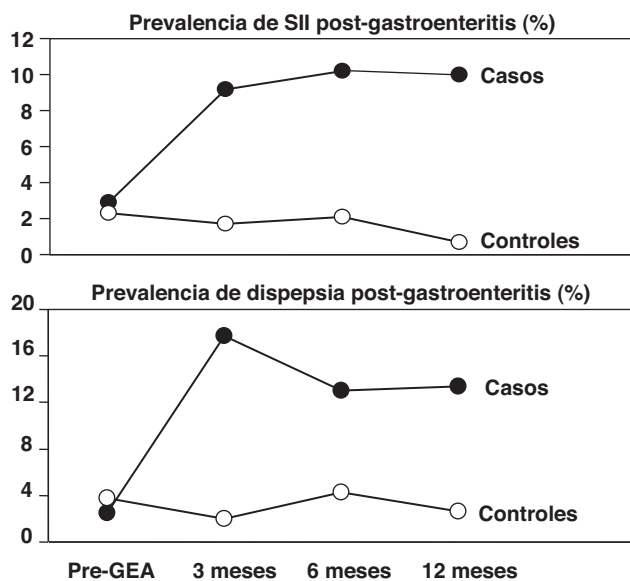 Prevalencia de SII post-gastroenteritis (%)
12
10
8
6
4
2
0
Casos
Controles
Prevalencia de dispepsia post-gastroenteritis (%)
20
16
12
8
4
0
Casos
Controles
Pre-GEA 3 meses 6 meses 12 meses